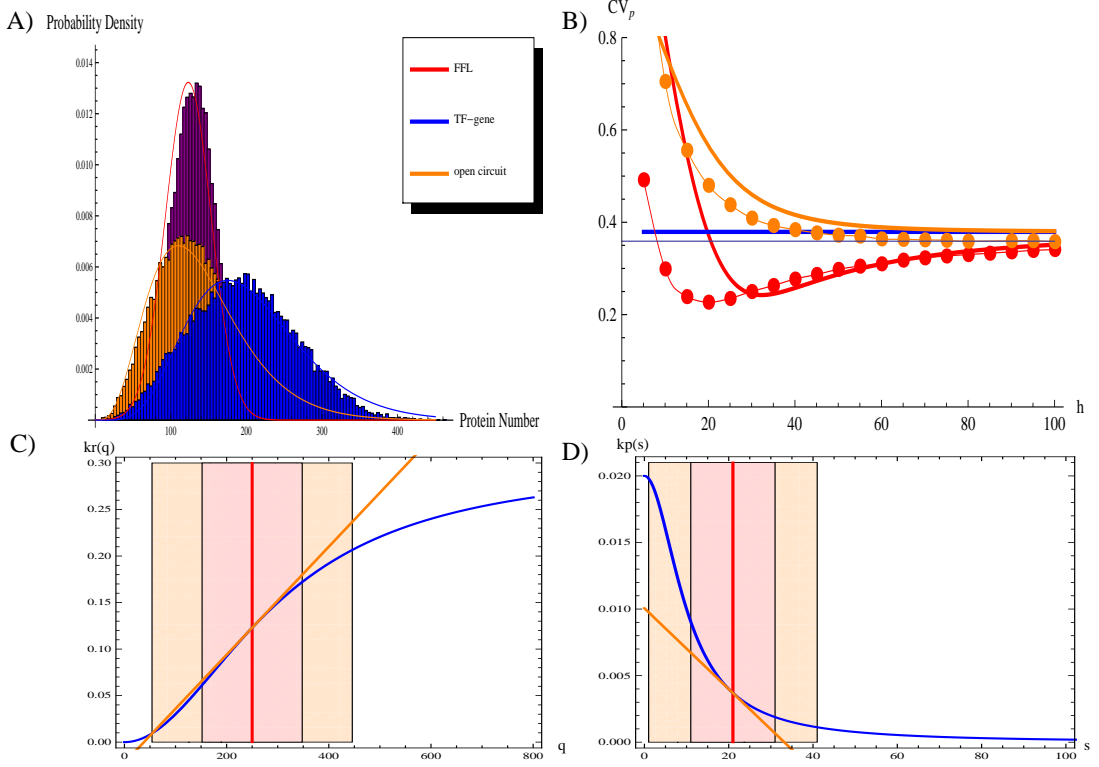 A)
Probability Density
0.014
0.012
0.010
0.008
0.006
0.004
0.002
100
200
300
400
Protein Number
FFL
TF-gene
open circuit
B)
CVp
0.8
0.6
0.4
0.2
0
20
40
60
80
100
h
C)
kr(q)
0.30
0.25
0.20
0.15
0.10
0.05
0.00
0
200
400
600
800
q
D)
kp(s)
0.020
0.015
0.010
0.005
0.000
0
20
40
60
80
100
s